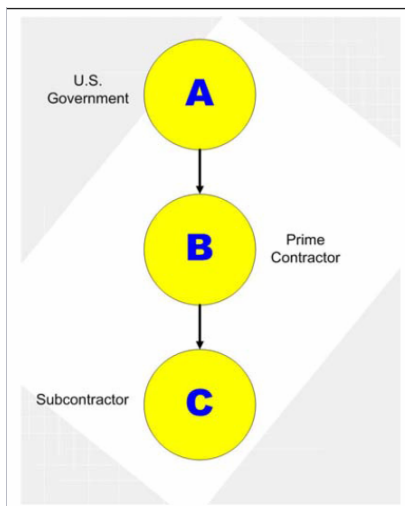 U.S.
Government
A
B
Prime
Contractor
Subcontractor
C